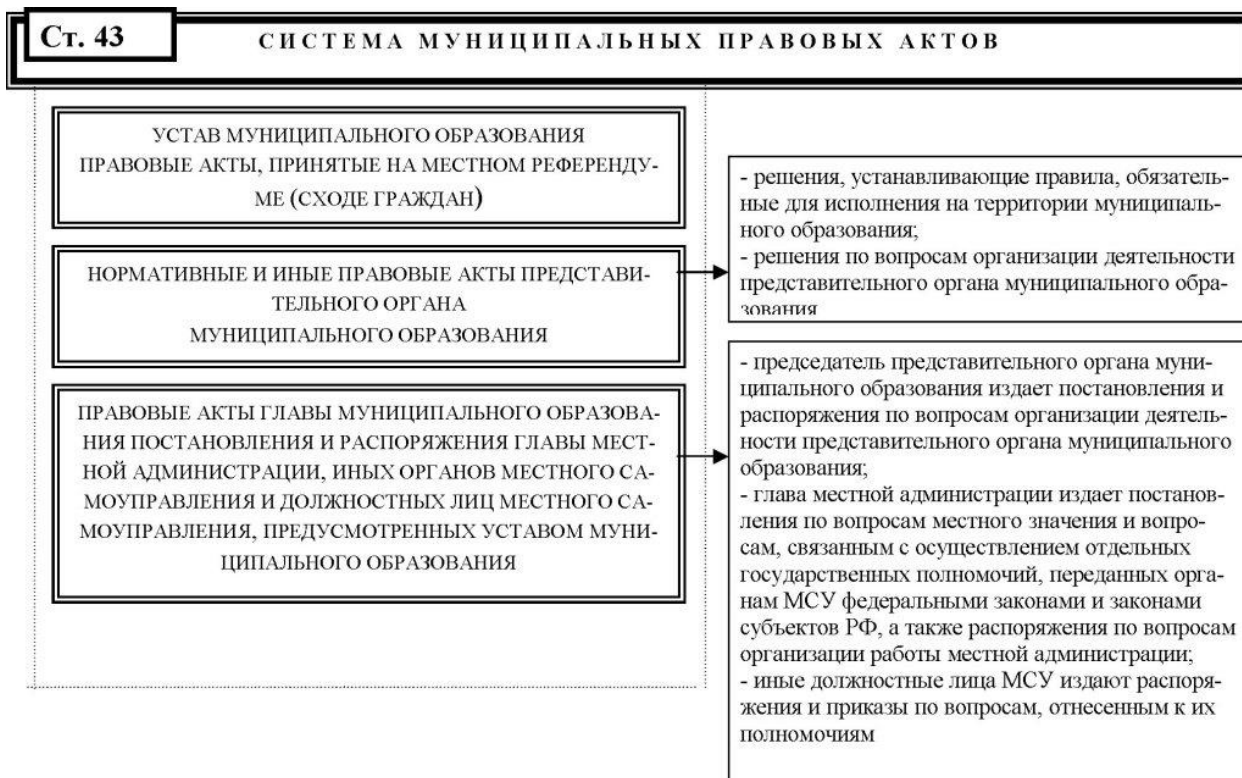 Ст. 43
СИСТЕМА МУНИЦИПАЛЬНЫХ ПРАВОВЫХ АКТОВ
УСТАВ МУНИЦИПАЛЬНОГО ОБРАЗОВАНИЯ
ПРАВОВЫЕ АКТЫ, ПРИНЯТЫЕ НА МЕСТНОМ РЕФЕРЕНДУ-
МЕ (СХОДЕ ГРАЖДАН)
НОРМАТИВНЫЕ И ИНЫЕ ПРАВОВЫЕ АКТЫ ПРЕДСТАВИ-
ТЕЛЬНОГО ОРГАНА
МУНИЦИПАЛЬНОГО ОБРАЗОВАНИЯ
- решения, устанавливающие правила, обязатель-
ные для исполнения на территории муниципаль-
ного образования;
- решения по вопросам организации деятельности
представительного органа муниципального обра-
зования
ПРАВОВЫЕ АКТЫ ГЛАВЫ МУНИЦИПАЛЬНОГО ОБРАЗОВА-
НИЯ ПОСТАНОВЛЕНИЯ И РАСПОРЯЖЕНИЯ ГЛАВЫ МЕСТ-
НОЙ АДМИНИСТРАЦИИ, ИНЫХ ОРГАНОВ МЕСТНОГО СА-
МОУПРАВЛЕНИЯ И ДОЛЖНОСТНЫХ ЛИЦ МЕСТНОГО СА-
МОУПРАВЛЕНИЯ, ПРЕДУСМОТРЕННЫХ УСТАВОМ МУНИ-
ЦИПАЛЬНОГО ОБРАЗОВАНИЯ
- председатель представительного органа муни-
ципального образования издает постановления и
распоряжения по вопросам организации деятель-
ности представительного органа муниципального
образования;
- глава местной администрации издает постанов-
ления по вопросам местного значения и вопро-
сам, связанным с осуществлением отдельных
государственных полномочий, переданных орга-
нам МСУ федеральными законами и законами
субъектов РФ, а также распоряжения по вопросам
организации работы местной администрации;
- иные должностные лица МСУ издают распоря-
жения и приказы по вопросам, отнесенным к их
полномочиям